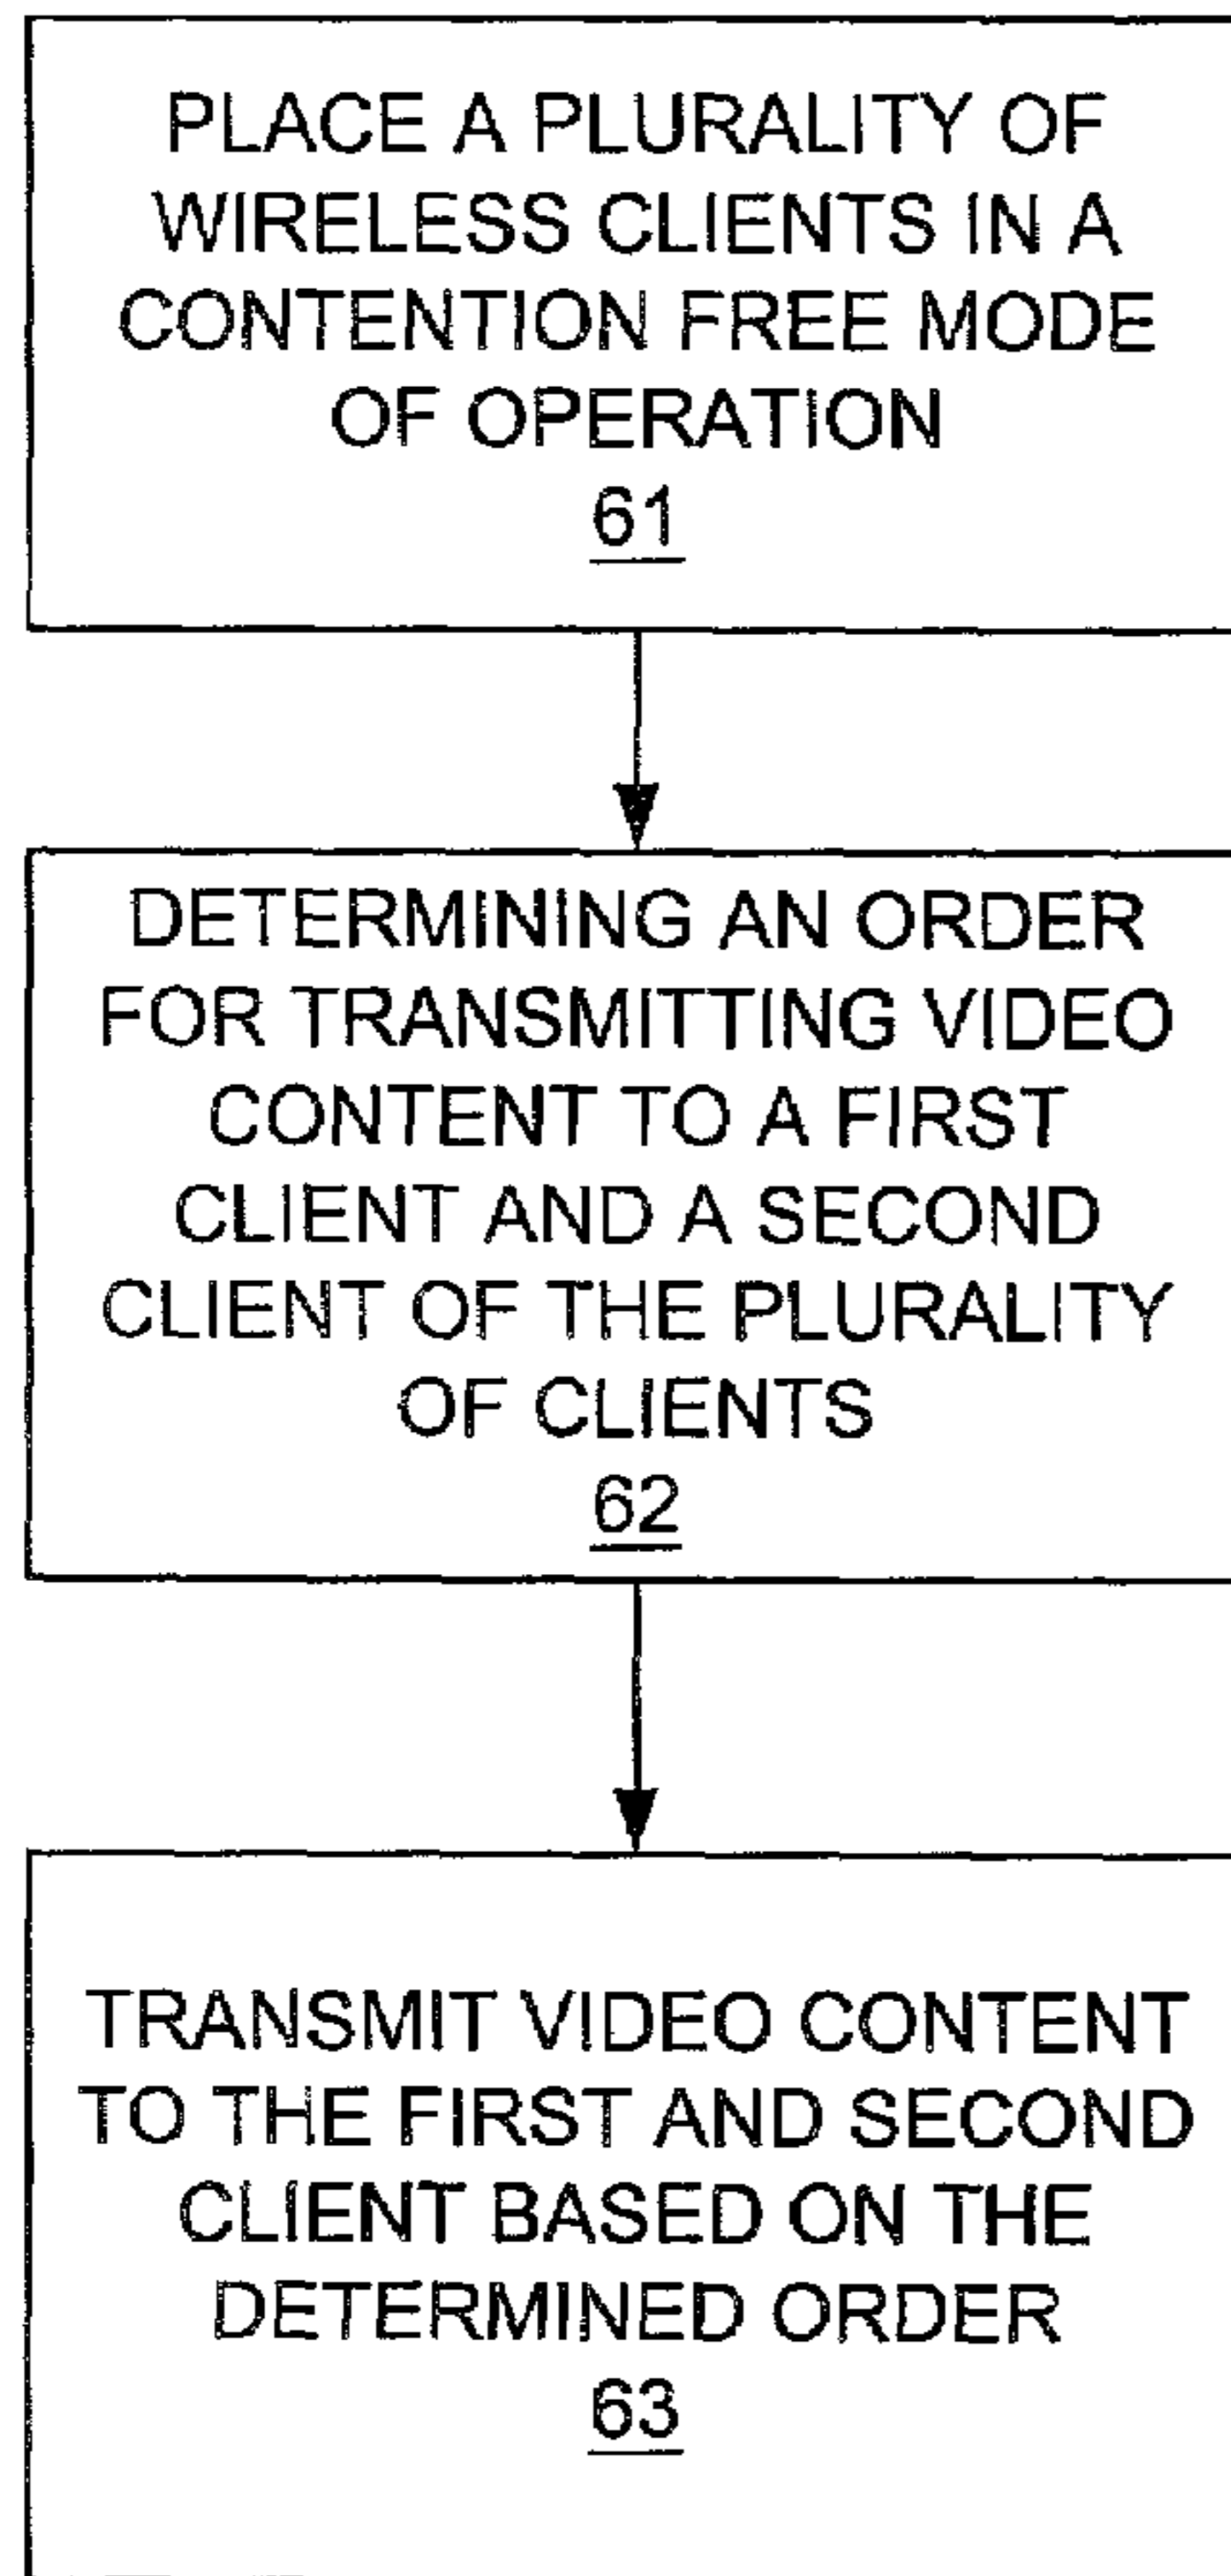 PLACE A PLURALITY OF
WIRELESS CLIENTS IN A
CONTENTION FREE MODE
OF OPERATION
61
DETERMINING AN ORDER
FOR TRANSMITTING VIDEO
CONTENT TO A FIRST
CLIENT AND A SECOND
CLIENT OF THE PLURALITY
OF CLIENTS
62
TRANSMIT VIDEO CONTENT
TO THE FIRST AND SECOND
CLIENT BASED ON THE
DETERMINED ORDER
63